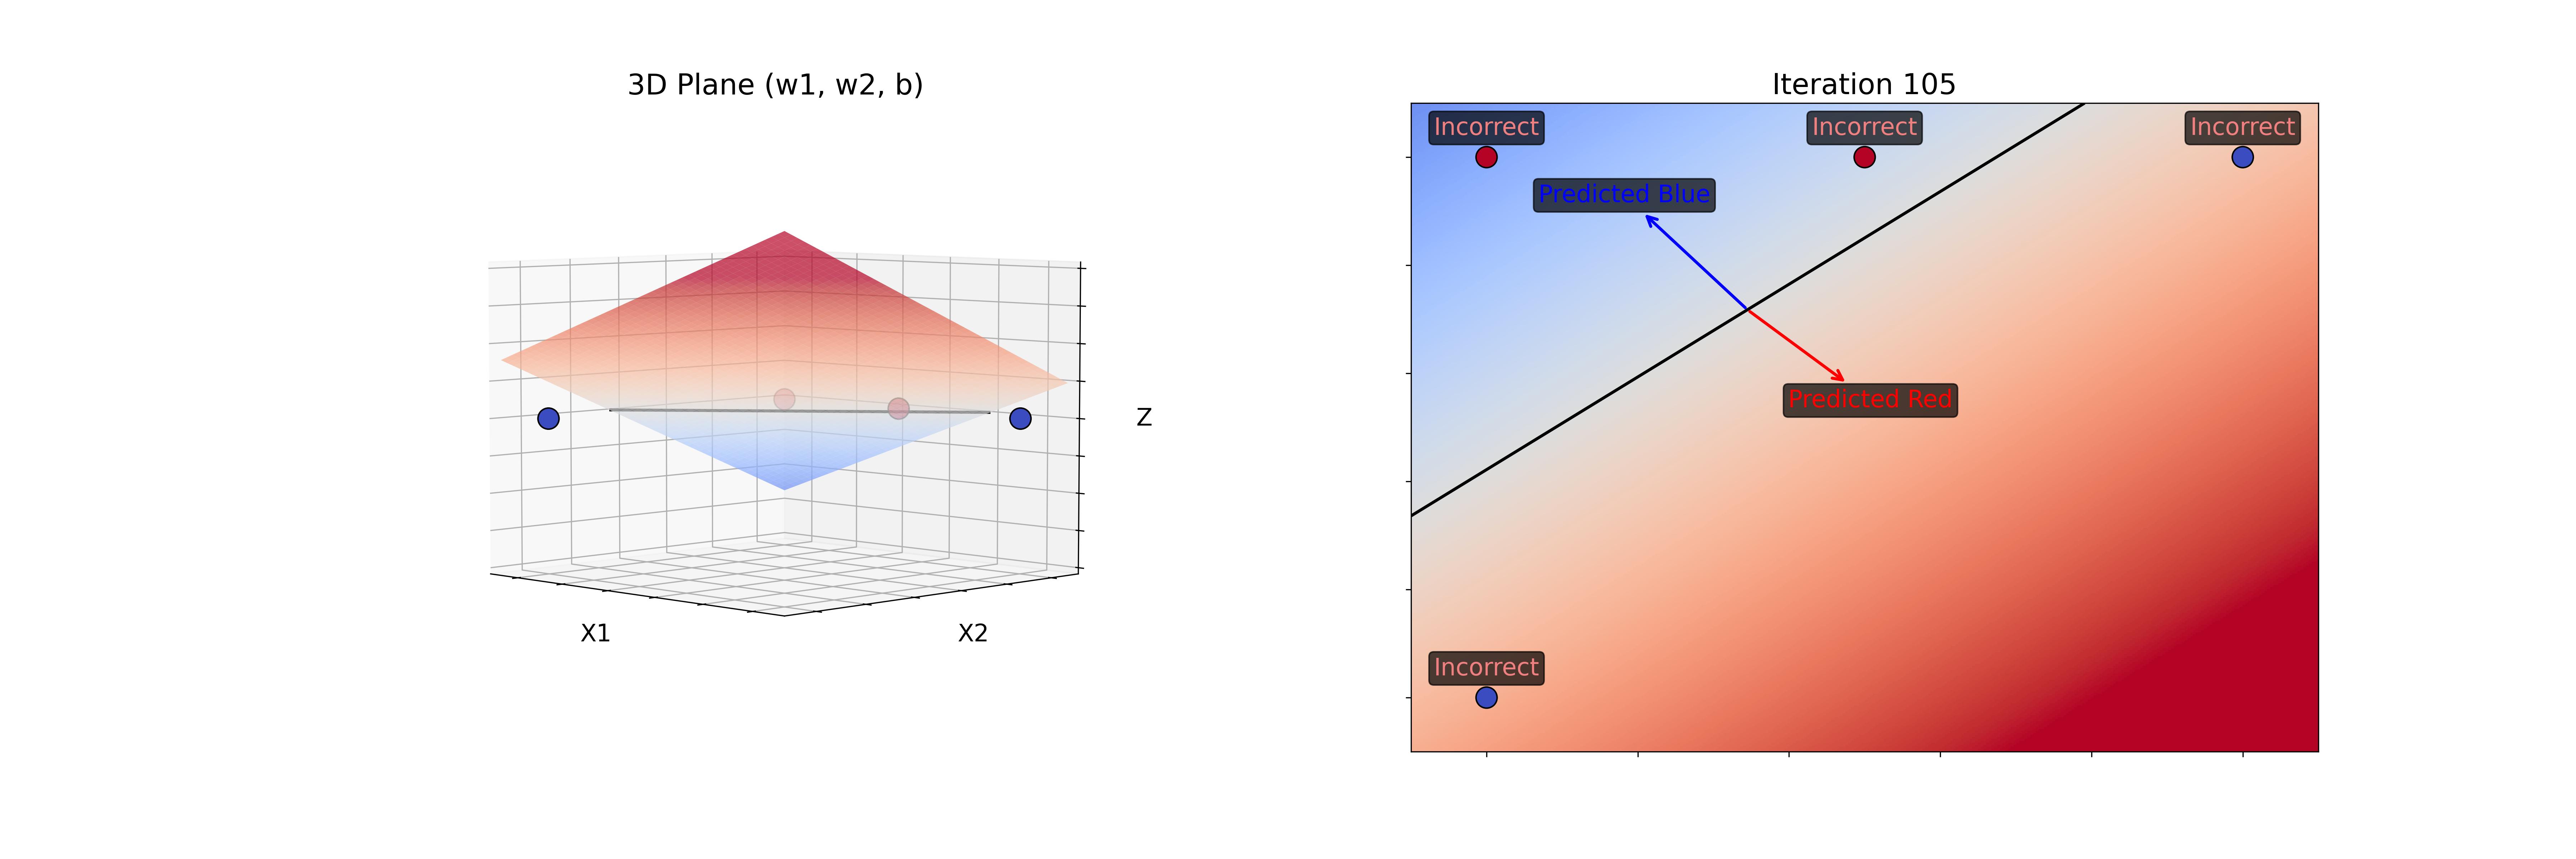 3D Plane (w1, w2, b)
Z
X1
X2
Iteration 105
Incorrect
Incorrect
Incorrect
Predicted Blue
Predicted Red
Incorrect